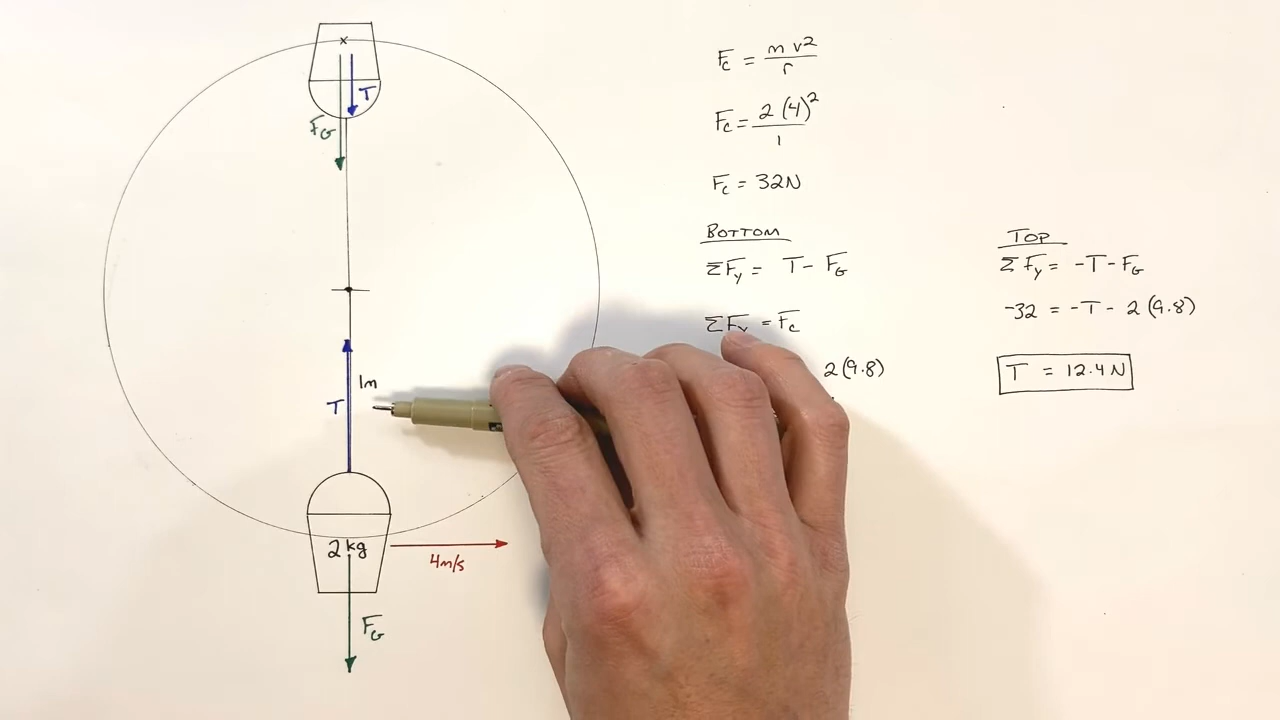 x
T
F_G
1m
T
2 kg
4m/s
F_G
F_c = mv²/r
F_c = 2(4)²/1
F_c = 32N
BOTTOM
ΣF_y = T - F_G
ΣF_y = F_c
2(9.8)
TOP
ΣF_y = -T - F_G
-32 = -T - 2(9.8)
T = 12.4 N